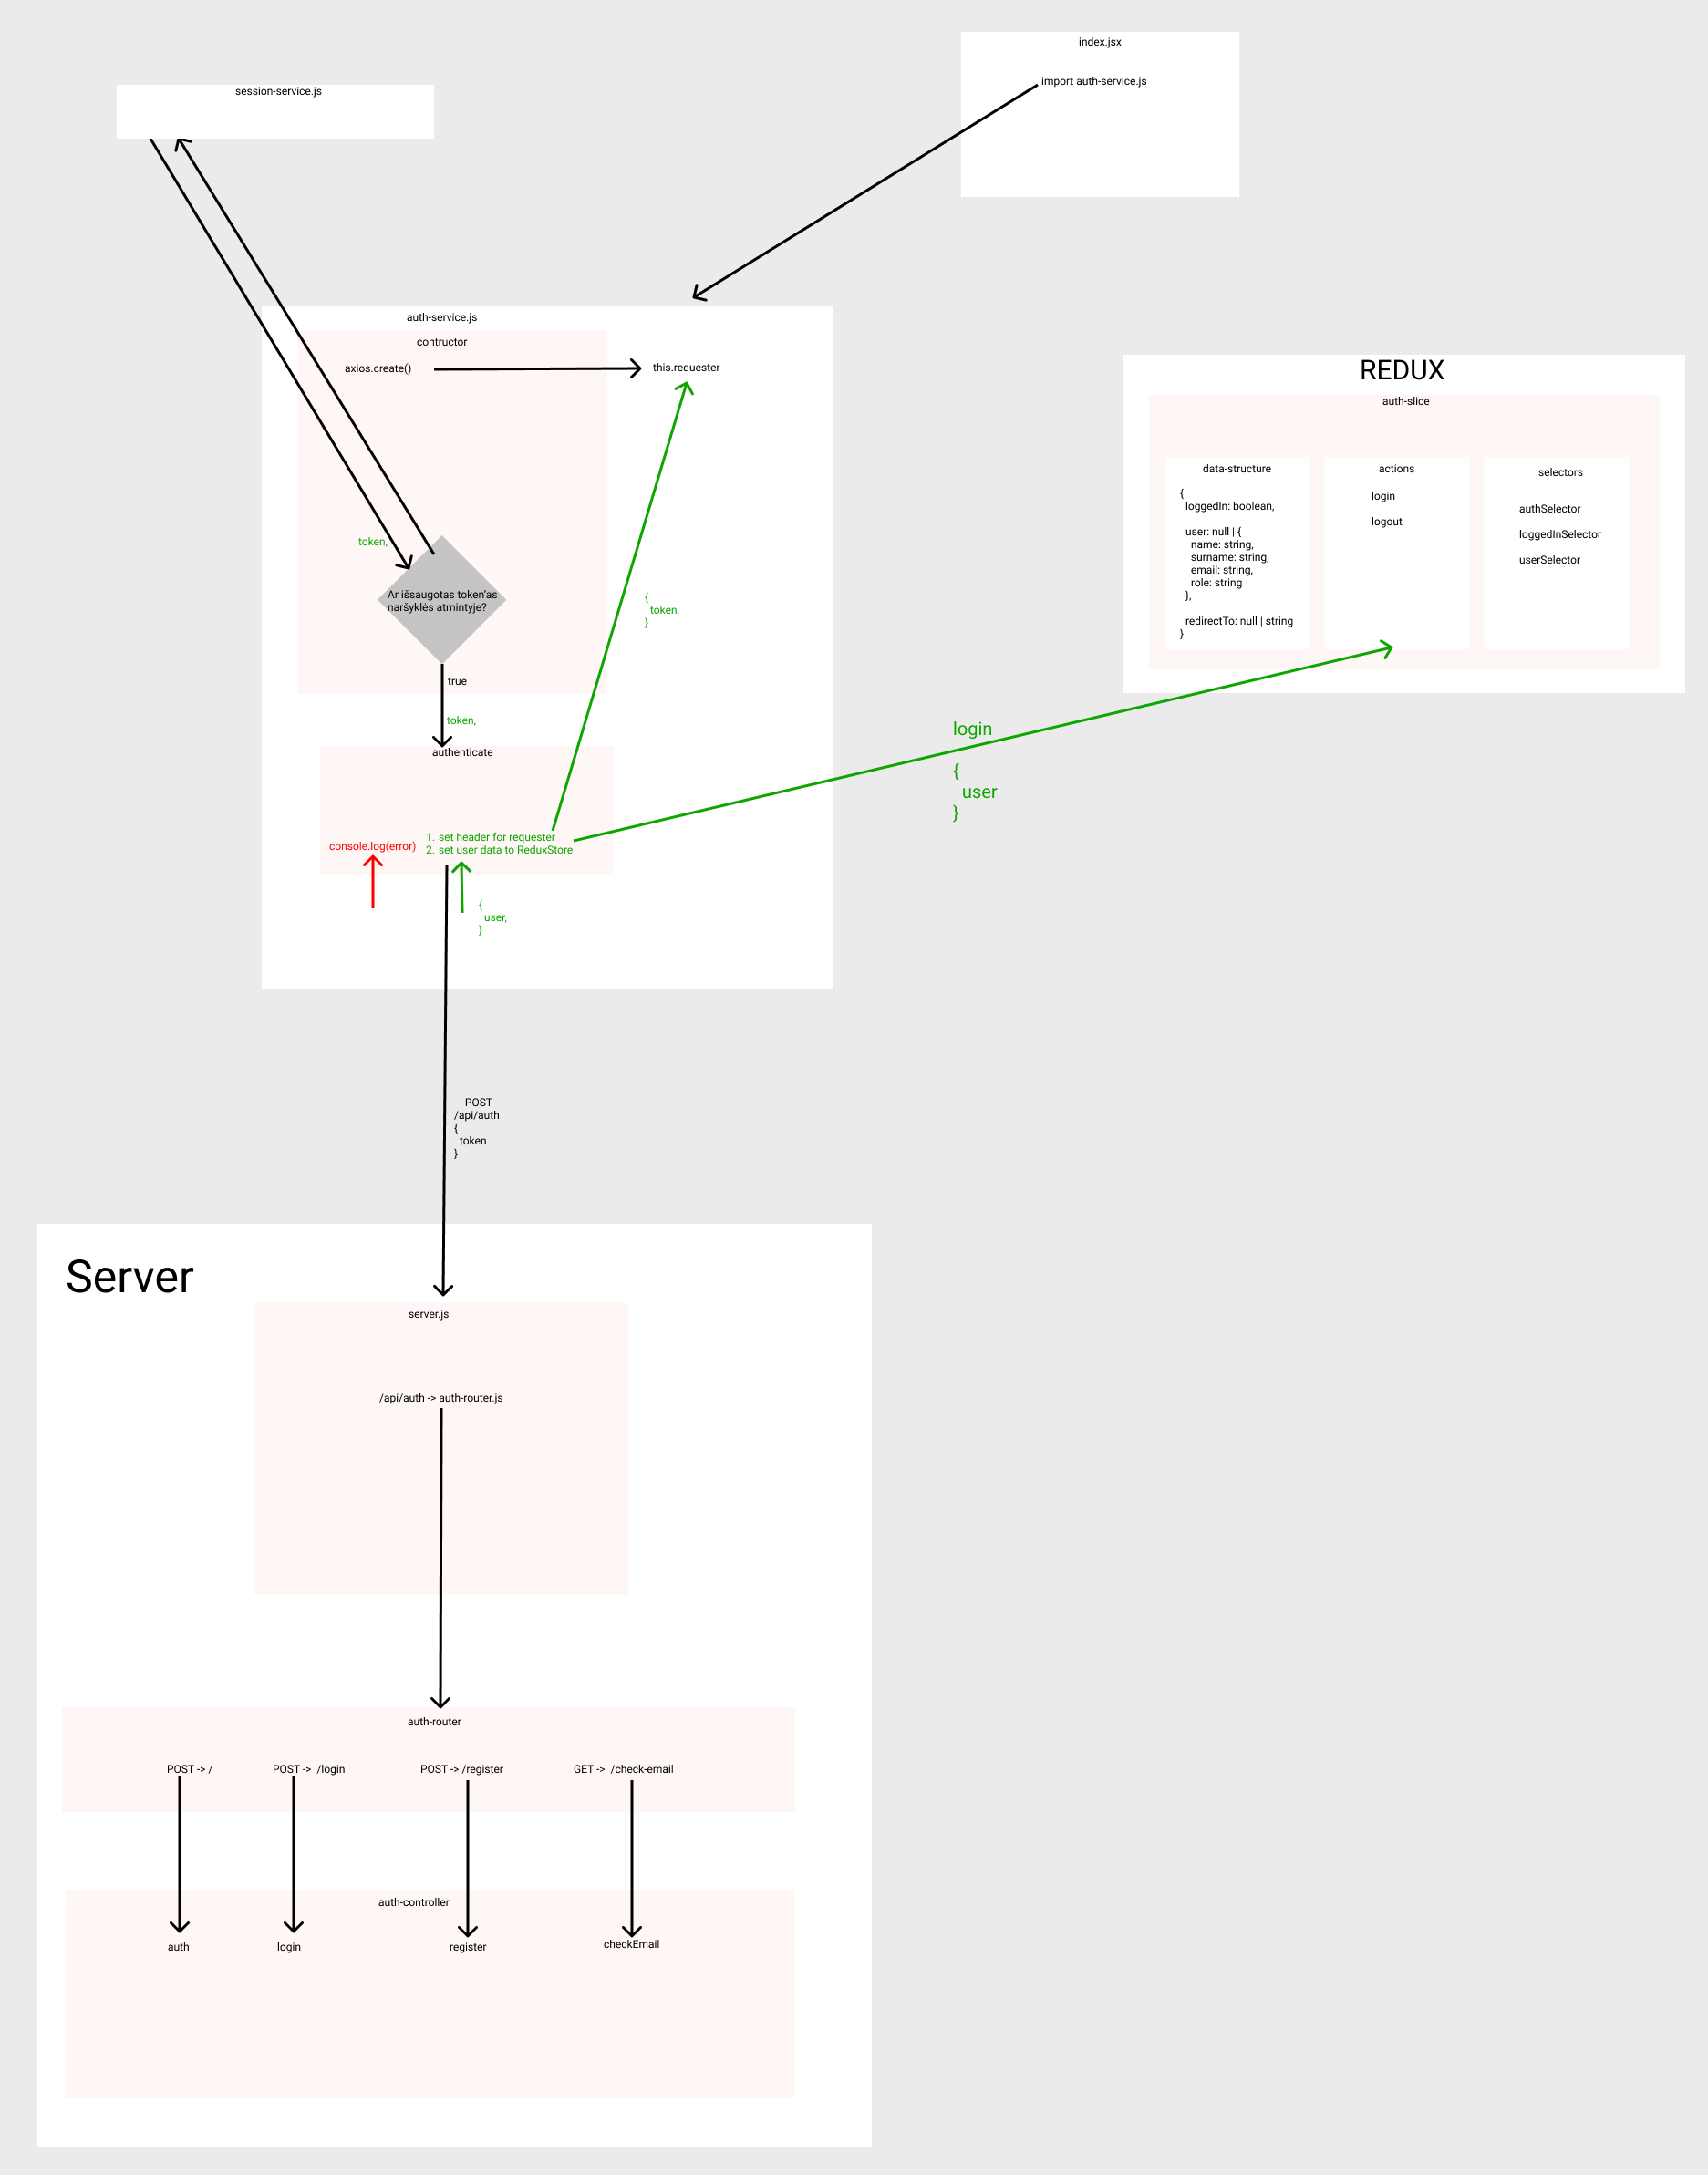 index.jsx
import auth-service.js
session-service.js
auth-service.js
contructor
axios.create()
this.requester
token,
Ar išsaugotas token'as
naršyklės atmintyje?
true
token,
{
token,
}
authenticate
console.log(error)
1. set header for requester
2. set user data to ReduxStore
{
user,
}
REDUX
auth-slice
data-structure
{
loggedIn: boolean,
user: null | {
name: string,
surname: string,
email: string,
role: string
},
redirectTo: null | string
}
actions
login
logout
selectors
authSelector
loggedInSelector
userSelector
login
{
user
}
POST
/api/auth
{
token
}
Server
server.js
/api/auth -> auth-router.js
auth-router
POST -> /
POST -> /login
POST -> /register
GET -> /check-email
auth-controller
auth
login
register
checkEmail